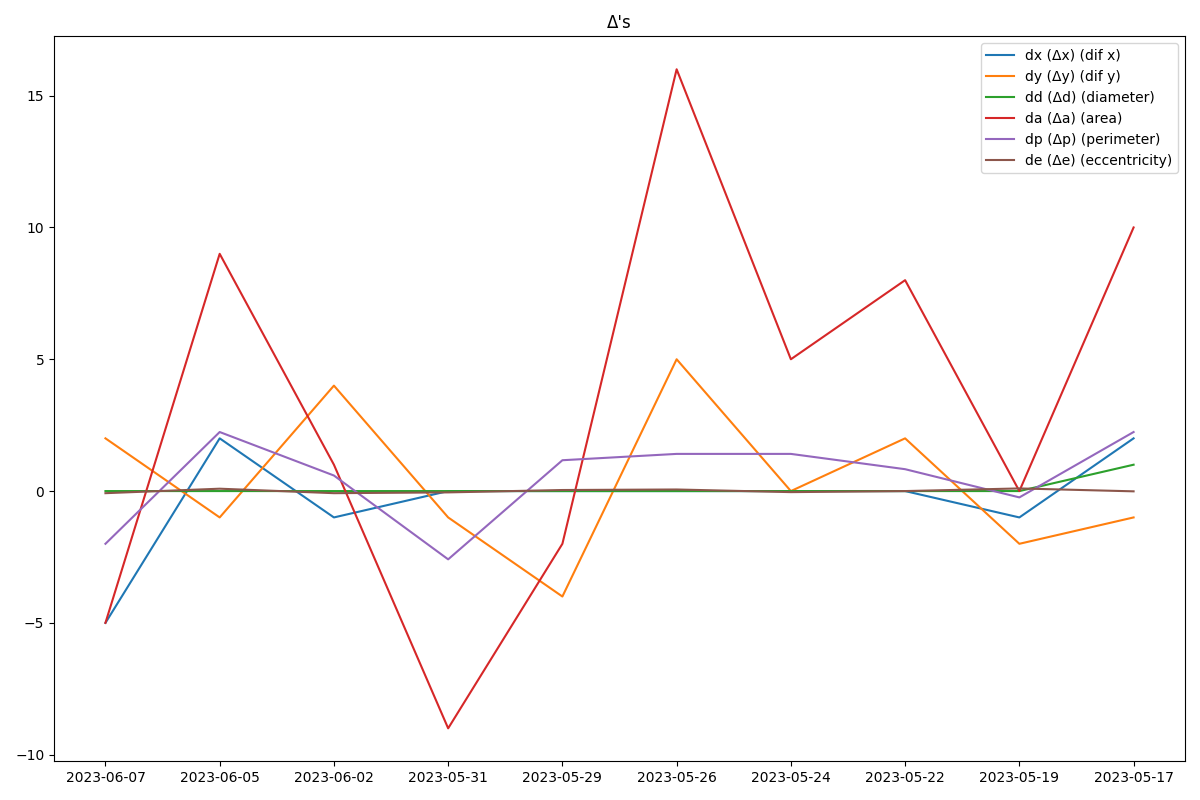 Δ's
dx (Δx) (dif x)
dy (Δy) (dif y)
dd (Δd) (diameter)
da (Δa) (area)
dp (Δp) (perimeter)
de (Δe) (eccentricity)
15
10
5
0
−5
−10
2023-06-07 2023-06-05 2023-06-02 2023-05-31 2023-05-29 2023-05-26 2023-05-24 2023-05-22 2023-05-19 2023-05-17